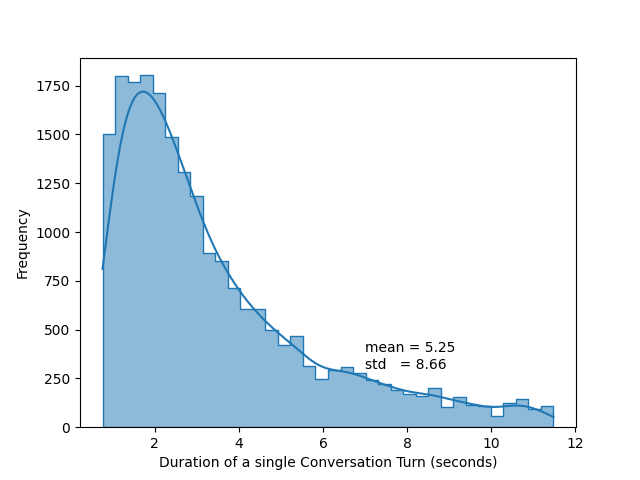 1750
1500
1250
1000
750
500
250
0
Frequency
mean = 5.25
std   = 8.66
2 4 6 8 10 12
Duration of a single Conversation Turn (seconds)